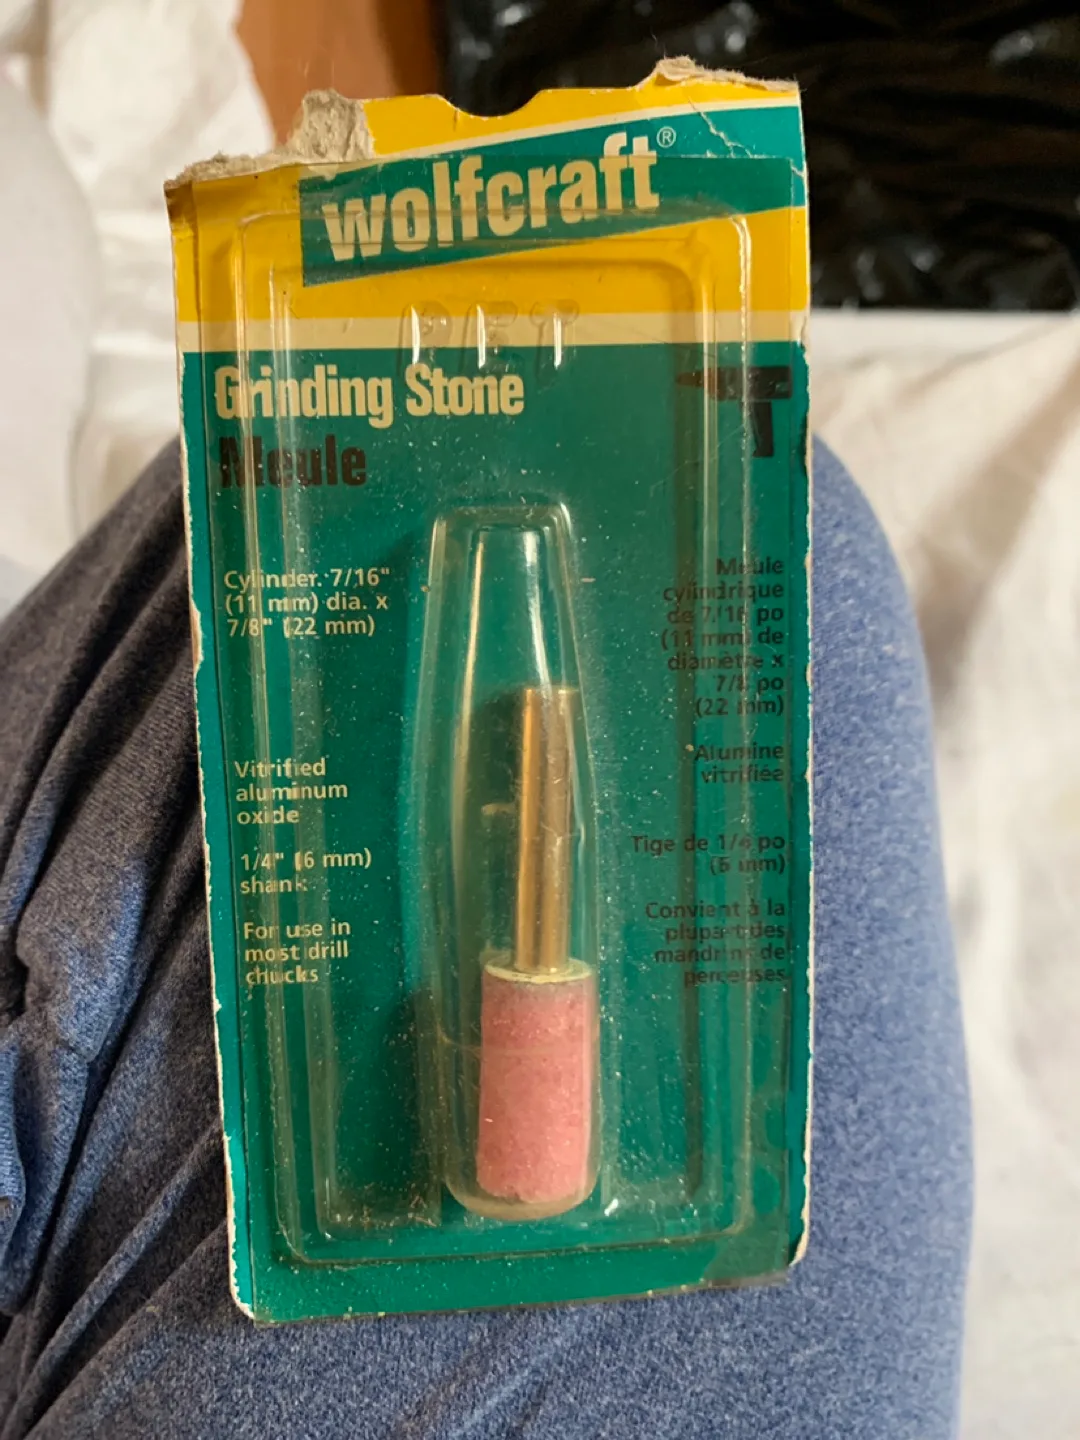 wolfcraft®
PET
Grinding Stone
Meule
Cylinder. 7/16"
(11 mm) dia. x
7/8" (22 mm)
Vitrified
aluminum
oxide
1/4" (6 mm)
shank
For use in
most drill
chucks
Meule
cylindrique
de 7/16 po
(11 mm) de
diamètre x
7/8 po
(22 mm)
Alumine
vitrifiée
Tige de 1/4 po
(6 mm)
Convient à la
plupart des
mandrins de
perceuses